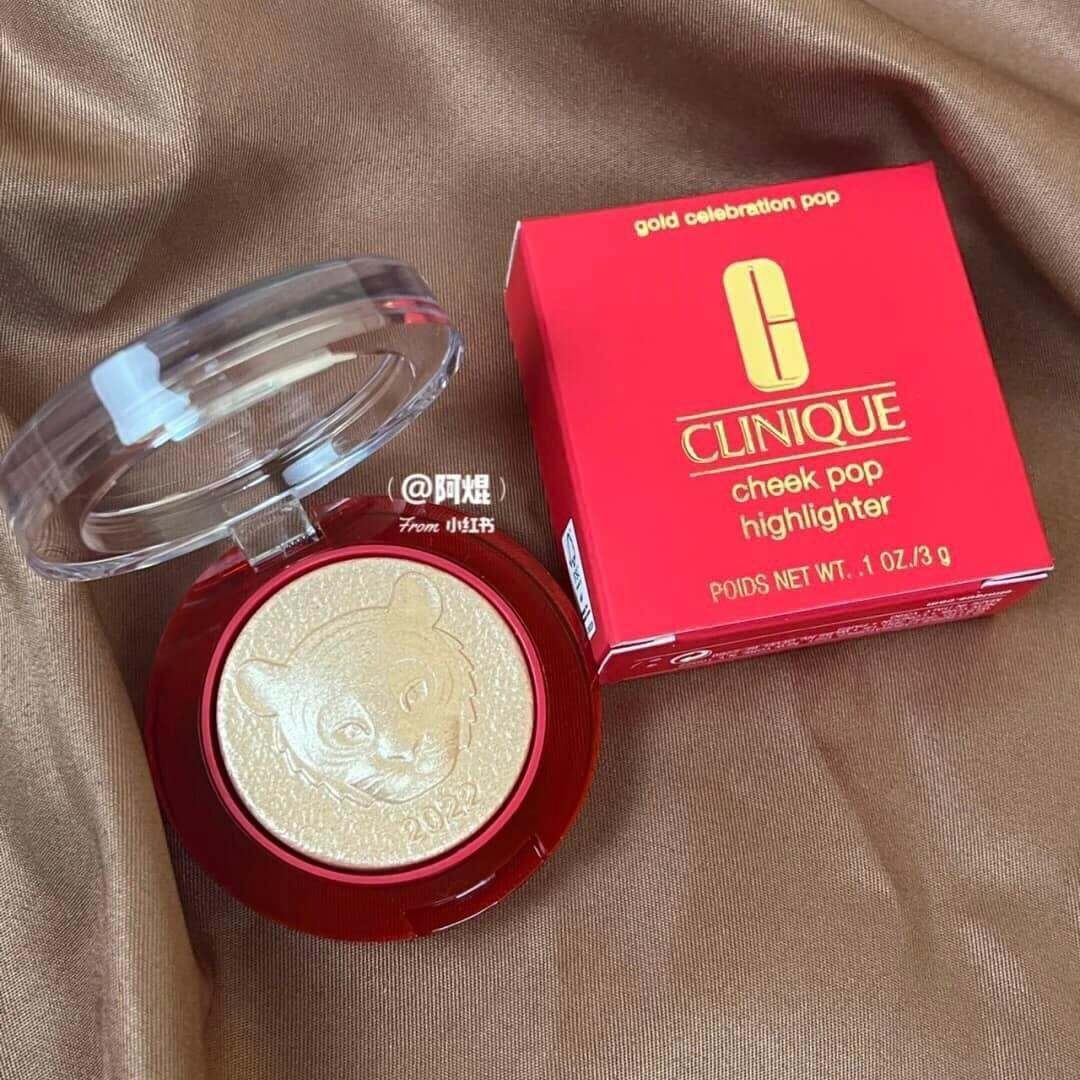 gold celebration pop
CLINIQUE
cheek pop
highlighter
POIDS NET WT. .1 OZ./3 g
@阿焜
From 小红书
2022